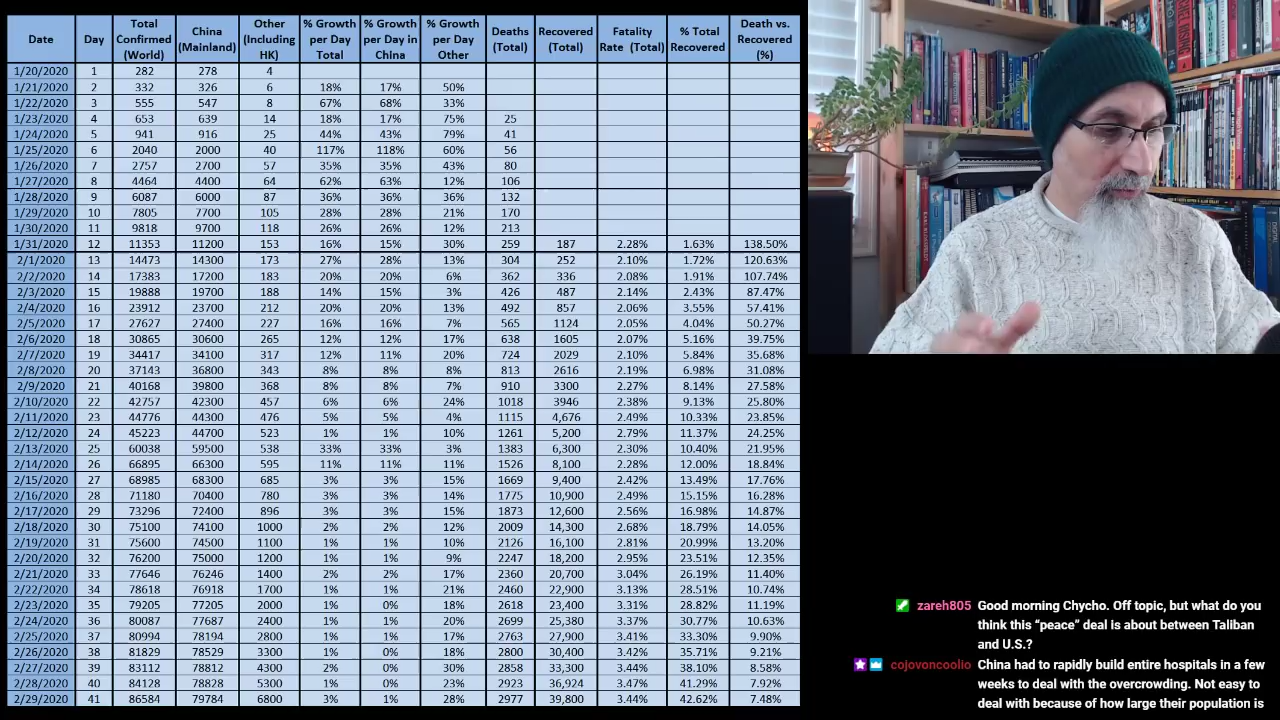 Date Day Total Confirmed (World) China (Mainland) Other (Including HK) % Growth per Day Total % Growth per Day in China % Growth per Day Other Deaths (Total) Recovered (Total) Fatality Rate (Total) % Total Recovered Death vs. Recovered (%)
1/20/2020 1 282 278 4
1/21/2020 2 332 326 6 18% 17% 50%
1/22/2020 3 555 547 8 67% 68% 33%
1/23/2020 4 653 639 14 18% 17% 75% 25
1/24/2020 5 941 916 25 44% 43% 79% 41
1/25/2020 6 2040 2000 40 117% 118% 60% 56
1/26/2020 7 2757 2700 57 35% 35% 43% 80
1/27/2020 8 4464 4400 64 62% 63% 12% 106
1/28/2020 9 6087 6000 87 36% 36% 36% 132
1/29/2020 10 7805 7700 105 28% 28% 21% 170
1/30/2020 11 9818 9700 118 26% 26% 12% 213
1/31/2020 12 11353 11200 153 16% 15% 30% 259 187 2.28% 1.63% 138.50%
2/1/2020 13 14473 14300 173 27% 28% 13% 304 252 2.10% 1.72% 120.63%
2/2/2020 14 17383 17200 183 20% 20% 6% 362 336 2.08% 1.91% 107.74%
2/3/2020 15 19888 19700 188 14% 15% 3% 426 487 2.14% 2.43% 87.47%
2/4/2020 16 23912 23700 212 20% 20% 13% 492 857 2.06% 3.55% 57.41%
2/5/2020 17 27627 27400 227 16% 16% 7% 565 1124 2.05% 4.04% 50.27%
2/6/2020 18 30865 30600 265 12% 12% 17% 638 1605 2.07% 5.16% 39.75%
2/7/2020 19 34417 34100 317 12% 11% 20% 724 2029 2.10% 5.84% 35.68%
2/8/2020 20 37143 36800 343 8% 8% 8% 813 2616 2.19% 6.98% 31.08%
2/9/2020 21 40168 39800 368 8% 8% 7% 910 3300 2.27% 8.14% 27.58%
2/10/2020 22 42757 42300 457 6% 6% 24% 1018 3946 2.38% 9.13% 25.80%
2/11/2020 23 44776 44300 476 5% 5% 4% 1115 4,676 2.49% 10.33% 23.85%
2/12/2020 24 45223 44700 523 1% 1% 10% 1261 5,200 2.79% 11.37% 24.25%
2/13/2020 25 60038 59500 538 33% 33% 3% 1383 6,300 2.30% 10.40% 21.95%
2/14/2020 26 66895 66300 595 11% 11% 11% 1526 8,100 2.28% 12.00% 18.84%
2/15/2020 27 68985 68300 685 3% 3% 15% 1669 9,400 2.42% 13.49% 17.76%
2/16/2020 28 71180 70400 780 3% 3% 14% 1775 10,900 2.49% 15.15% 16.28%
2/17/2020 29 73296 72400 896 3% 3% 15% 1873 12,600 2.56% 16.98% 14.87%
2/18/2020 30 75100 74100 1000 2% 2% 12% 2009 14,300 2.68% 18.79% 14.05%
2/19/2020 31 75600 74500 1100 1% 1% 10% 2126 16,100 2.81% 20.99% 13.20%
2/20/2020 32 76200 75000 1200 1% 1% 9% 2247 18,200 2.95% 23.51% 12.35%
2/21/2020 33 77646 76246 1400 2% 2% 17% 2360 20,700 3.04% 26.19% 11.40%
2/22/2020 34 78618 76918 1700 1% 1% 21% 2460 22,900 3.13% 28.51% 10.74%
2/23/2020 35 79205 77205 2000 1% 0% 18% 2618 23,400 3.31% 28.82% 11.19%
2/24/2020 36 80087 77687 2400 1% 1% 20% 2699 25,380 3.37% 30.77% 10.63%
2/25/2020 37 80994 78194 2800 1% 1% 17% 2763 27,900 3.41% 33.30% 9.90%
2/26/2020 38 81829 78529 3300 1% 0% 18% 2800 30,400 3.42% 35.71% 9.21%
2/27/2020 39 83112 78812 4300 2% 0% 30% 2858 33,300 3.44% 38.10% 8.58%
2/28/2020 40 84128 78828 5300 1% 0% 23% 2923 36,924 3.47% 41.29% 7.92%
2/29/2020 41 86584 79784 6800 3% 1% 28% 2977 39,800 3.44% 42.62% 7.48%
zareh805 Good morning Chycho. Off topic, but what do you
think this “peace” deal is about between Taliban
and U.S.?
cojovoncoolio China had to rapidly build entire hospitals in a few
weeks to deal with the overcrowding. Not easy to
deal with because of how large their population is